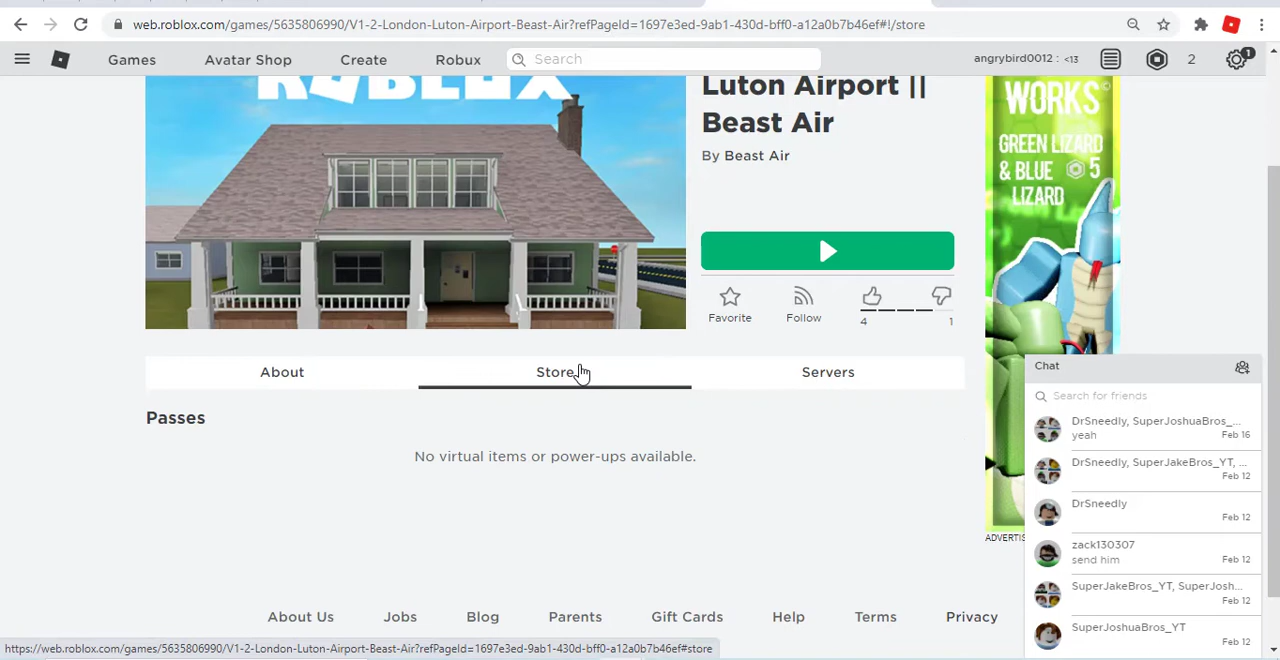 web.roblox.com/games/5635806990/V1-2-London-Luton-Airport-Beast-Air?refPageId=1697e3ed-9ab1-430d-bff0-a12a0b7b46ef#!/store
Games Avatar Shop Create Robux Search angrybird0012 : <13 2 1
ROBLOX
Luton Airport ||
Beast Air
By Beast Air
WORKS
GREEN LIZARD
& BLUE 5
LIZARD
Favorite Follow 4 1
About Store Servers
Passes
No virtual items or power-ups available.
ADVERTIS
Chat
Search for friends
DrSneedly, SuperJoshuaBros_...
yeah Feb 16
DrSneedly, SuperJakeBros_YT, ...
Feb 12
DrSneedly
Feb 12
zack130307
send him Feb 12
SuperJakeBros_YT, SuperJosh...
Feb 12
SuperJoshuaBros_YT
Feb 12
About Us Jobs Blog Parents Gift Cards Help Terms Privacy
https://web.roblox.com/games/5635806990/V1-2-London-Luton-Airport-Beast-Air?refPageId=1697e3ed-9ab1-430d-bff0-a12a0b7b46ef#store